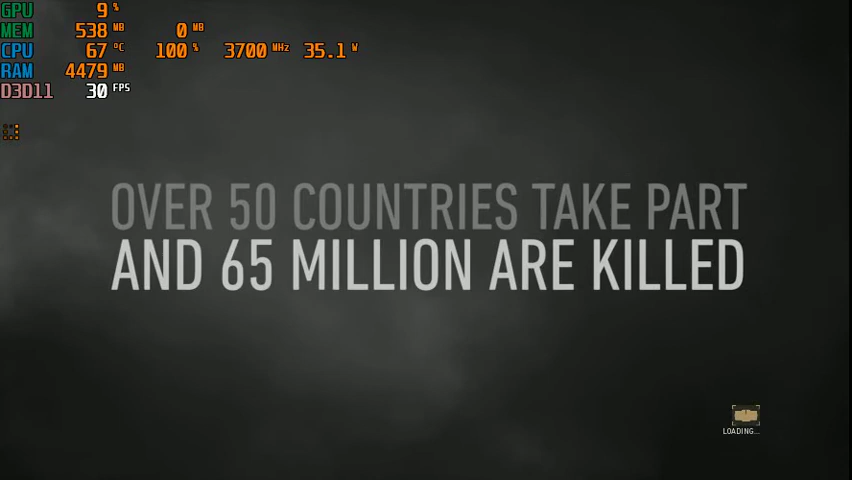 GPU 9 %
MEM 538 MB 0 MB
CPU 67 °C 100 % 3700 MHz 35.1 W
RAM 4479 MB
D3D11 30 FPS
OVER 50 COUNTRIES TAKE PART
AND 65 MILLION ARE KILLED
LOADING...